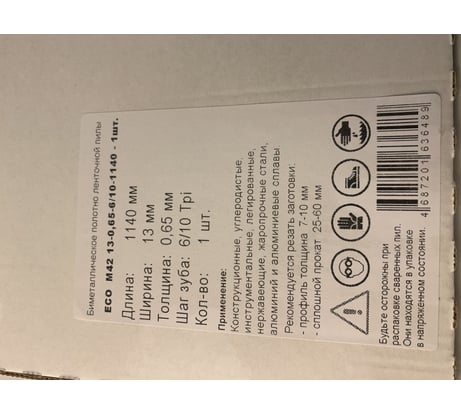 Биметаллическое полотно ленточной пилы
ECO M42 13-0,65-6/10-1140 - 1шт.
Длина: 1140 мм
Ширина: 13 мм
Толщина: 0,65 мм
Шаг зуба: 6/10 Tpi
Кол-во: 1 шт.
Применение:
Конструкционные, углеродистые,
инструментальные, легированные,
нержавеющие, жаропрочные стали,
алюминий и алюминиевые сплавы
Рекомендуется резать заготовки:
- профиль толщина 7-10 мм
- сплошной прокат 25-60 мм
Будьте осторожны при
распаковке сваренных пил.
Они находятся в упаковке
в напряженном состоянии.
4687201636489